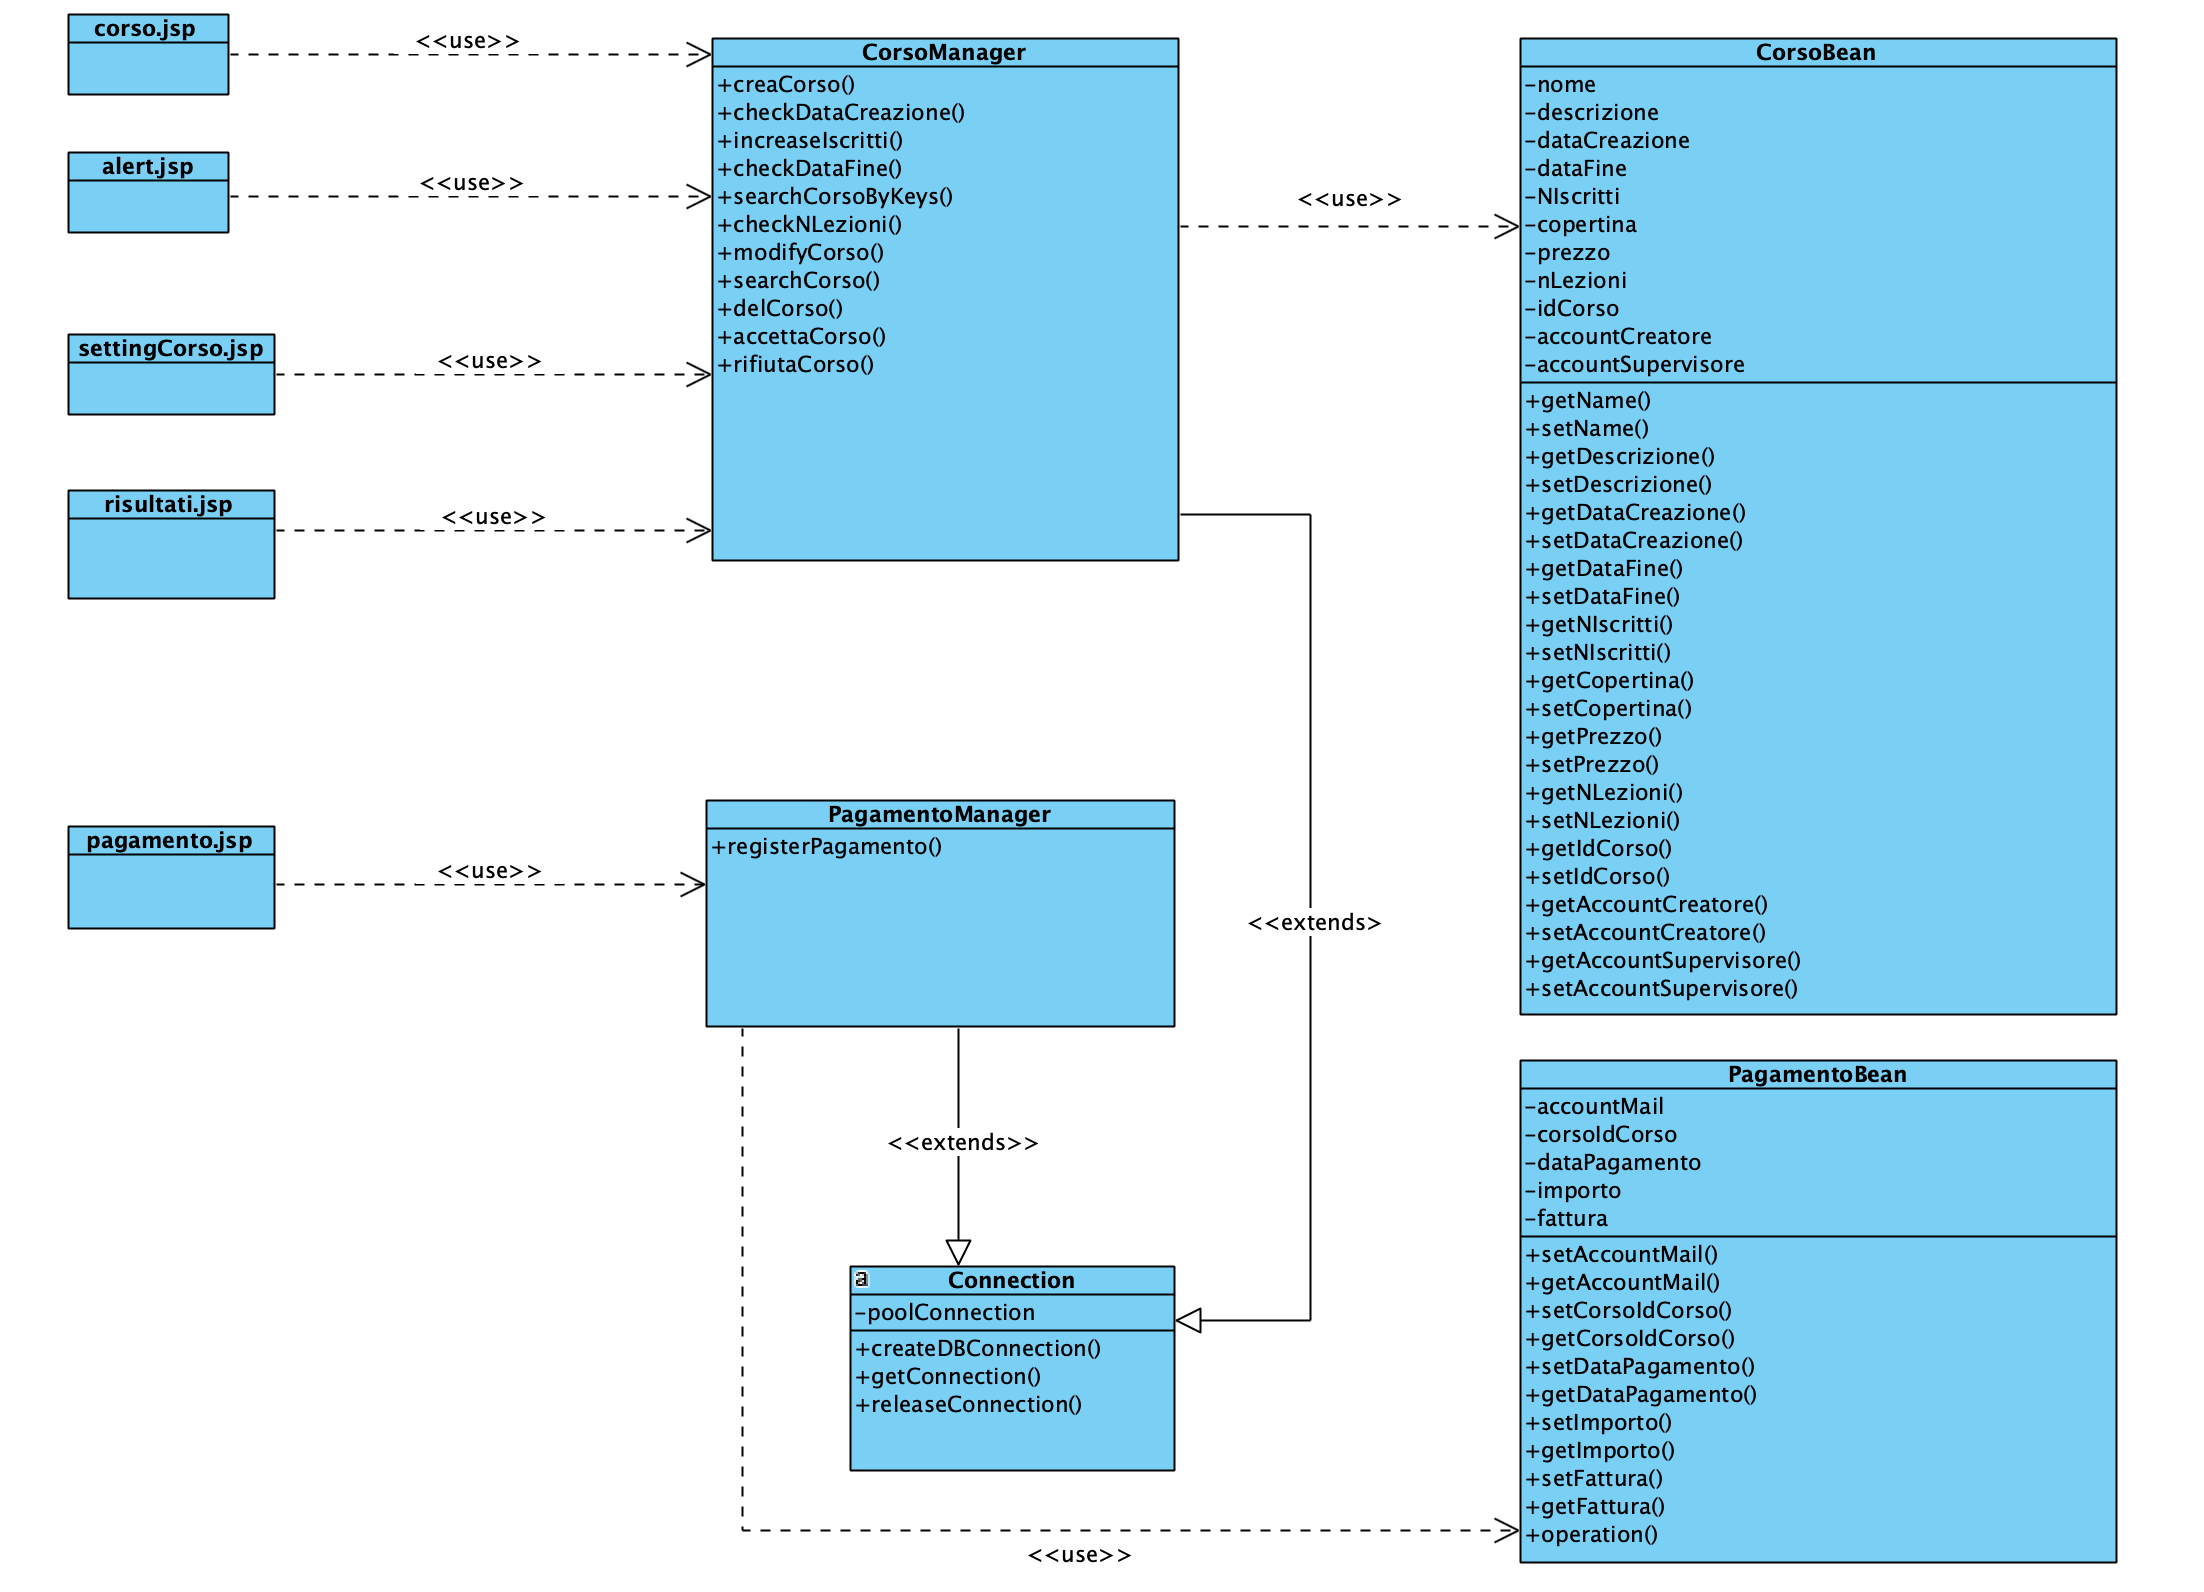 corso.jsp
<<use>>
alert.jsp
<<use>>
settingCorso.jsp
<<use>>
risultati.jsp
<<use>>
CorsoManager
+creaCorso()
+checkDataCreazione()
+increaseIscritti()
+checkDataFine()
+searchCorsoByKeys()
+checkNLezioni()
+modifyCorso()
+searchCorso()
+delCorso()
+accettaCorso()
+rifiutaCorso()
<<use>>
CorsoBean
-nome
-descrizione
-dataCreazione
-dataFine
-NIscritti
-copertina
-prezzo
-nLezioni
-idCorso
-accountCreatore
-accountSupervisore
+getName()
+setName()
+getDescrizione()
+setDescrizione()
+getDataCreazione()
+setDataCreazione()
+getDataFine()
+setDataFine()
+getNIscritti()
+setNIscritti()
+getCopertina()
+setCopertina()
+getPrezzo()
+setPrezzo()
+getNLezioni()
+setNLezioni()
+getIdCorso()
+setIdCorso()
+getAccountCreatore()
+setAccountCreatore()
+getAccountSupervisore()
+setAccountSupervisore()
pagamento.jsp
<<use>>
PagamentoManager
+registerPagamento()
<<extends>
<<extends>>
a
Connection
-poolConnection
+createDBConnection()
+getConnection()
+releaseConnection()
<<use>>
PagamentoBean
-accountMail
-corsoIdCorso
-dataPagamento
-importo
-fattura
+setAccountMail()
+getAccountMail()
+setCorsoIdCorso()
+getCorsoIdCorso()
+setDataPagamento()
+getDataPagamento()
+setImporto()
+getImporto()
+setFattura()
+getFattura()
+operation()